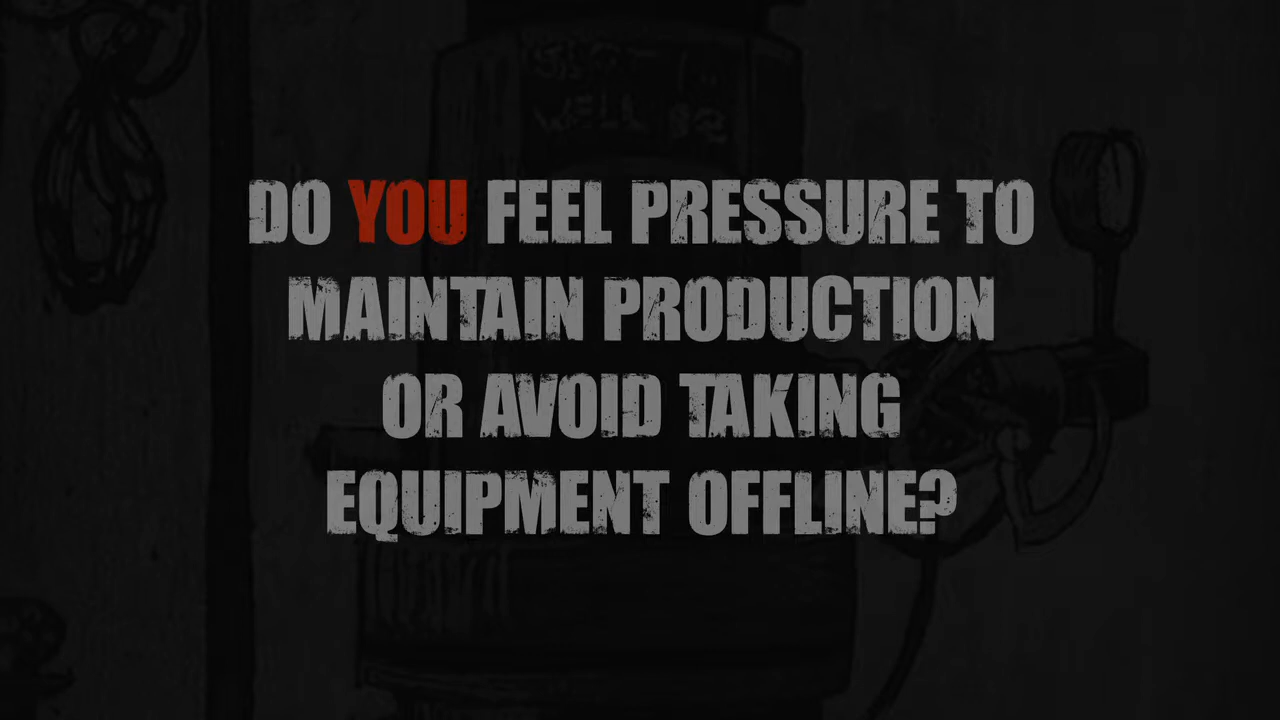 DO YOU FEEL PRESSURE TO
MAINTAIN PRODUCTION
OR AVOID TAKING
EQUIPMENT OFFLINE?